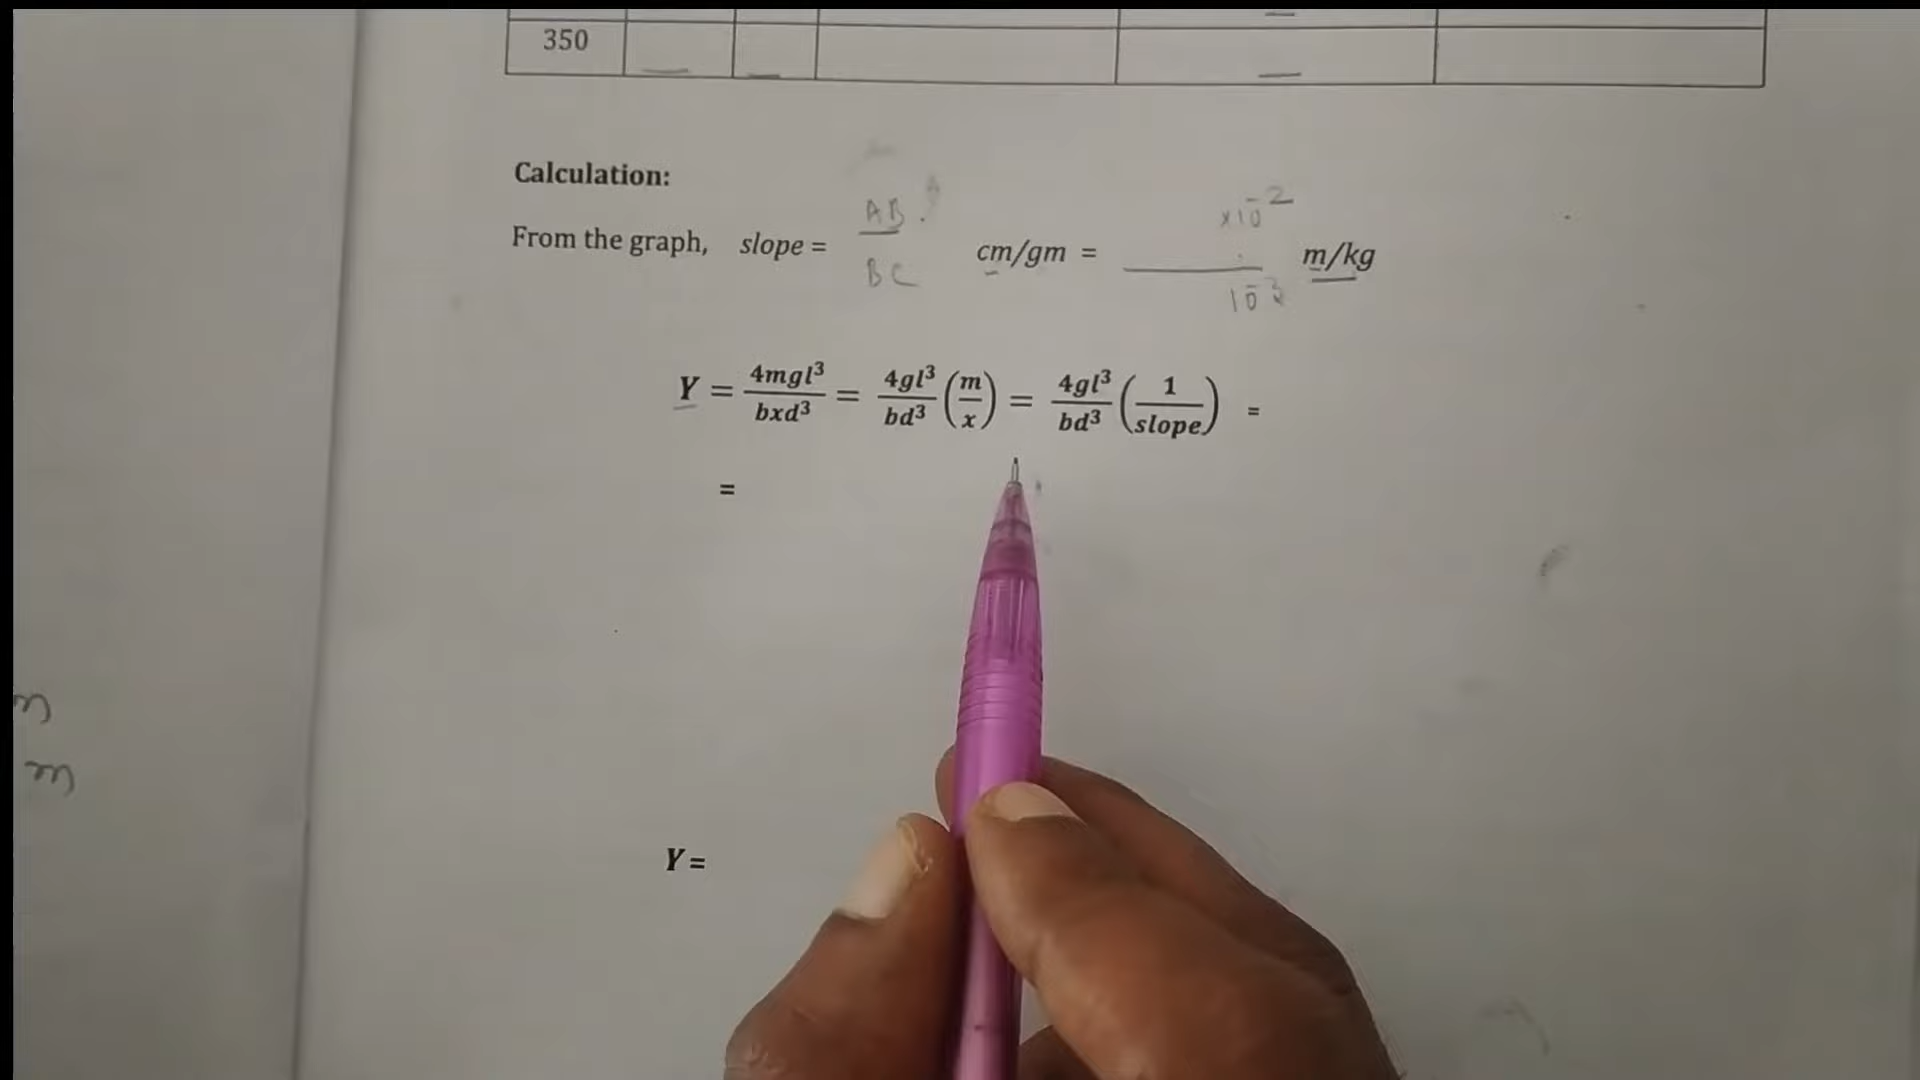 350
Calculation:
From the graph, slope = AB/BC cm/gm = ×10⁻²/10⁻³ m/kg
Y = 4mgl³/bxd³ = 4gl³/bd³ (m/x) = 4gl³/bd³ (1/slope) =
=
m
m
Y =